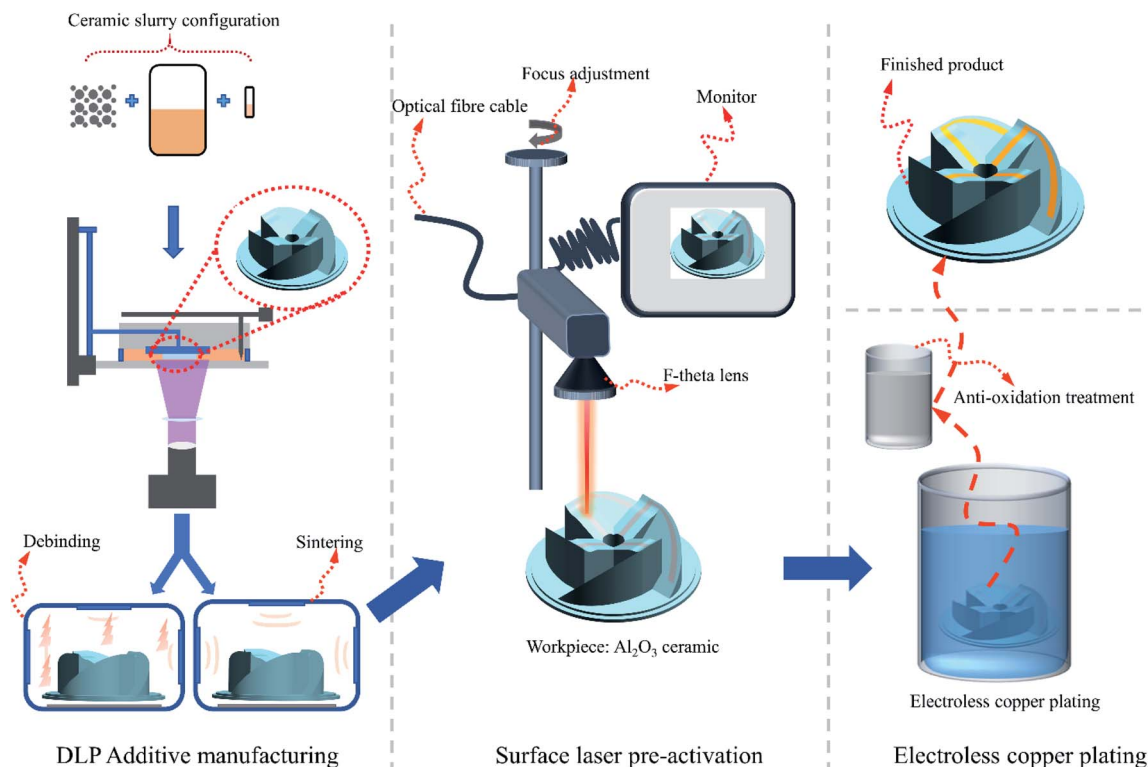 Ceramic slurry configuration
Debinding
Sintering
DLP Additive manufacturing
Focus adjustment
Optical fibre cable
Monitor
F-theta lens
Workpiece: Al₂O₃ ceramic
Surface laser pre-activation
Finished product
Anti-oxidation treatment
Electroless copper plating
Electroless copper plating